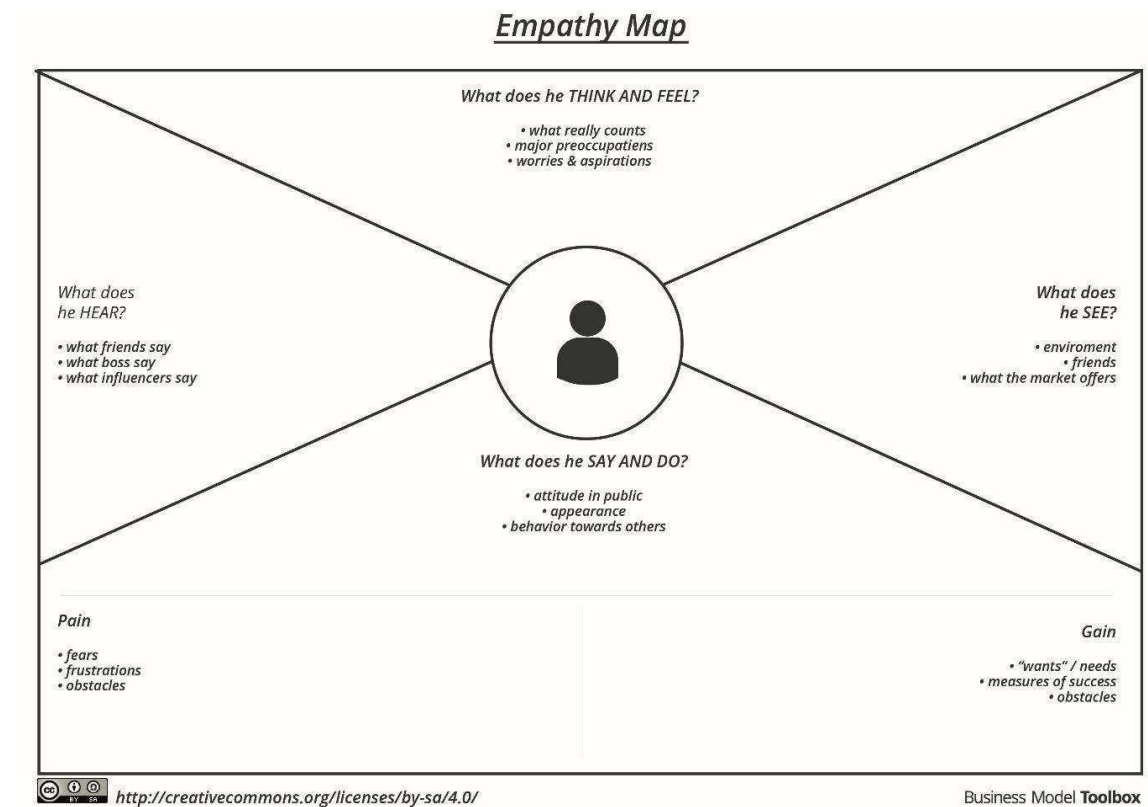 Empathy Map
What does he THINK AND FEEL?
• what really counts
• major preoccupatiens
• worries & aspirations
What does
he HEAR?
• what friends say
• what boss say
• what influencers say
What does
he SEE?
• enviroment
• friends
• what the market offers
What does he SAY AND DO?
• attitude in public
• appearance
• behavior towards others
Pain
• fears
• frustrations
• obstacles
Gain
• “wants” / needs
• measures of success
• obstacles
cc BY SA
http://creativecommons.org/licenses/by-sa/4.0/
Business Model Toolbox